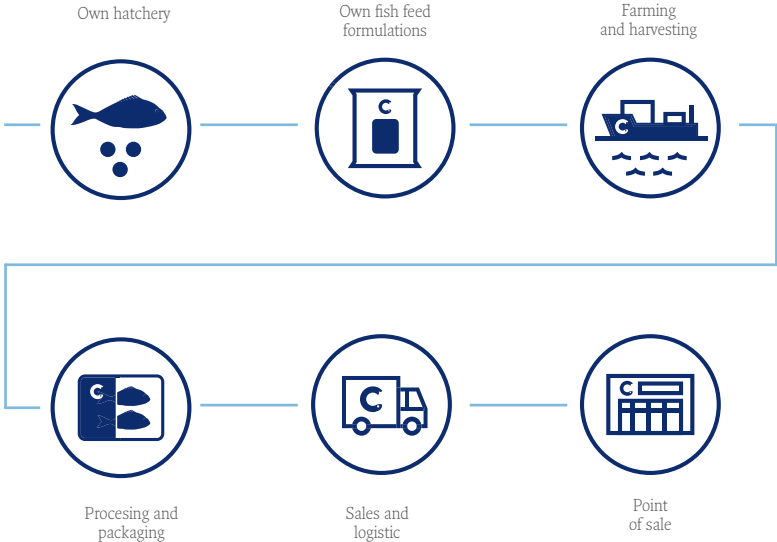 Own hatchery
Own fish feed
formulations
Farming
and harvesting
C
C
C
C
C
Procesing and
packaging
Sales and
logistic
Point
of sale